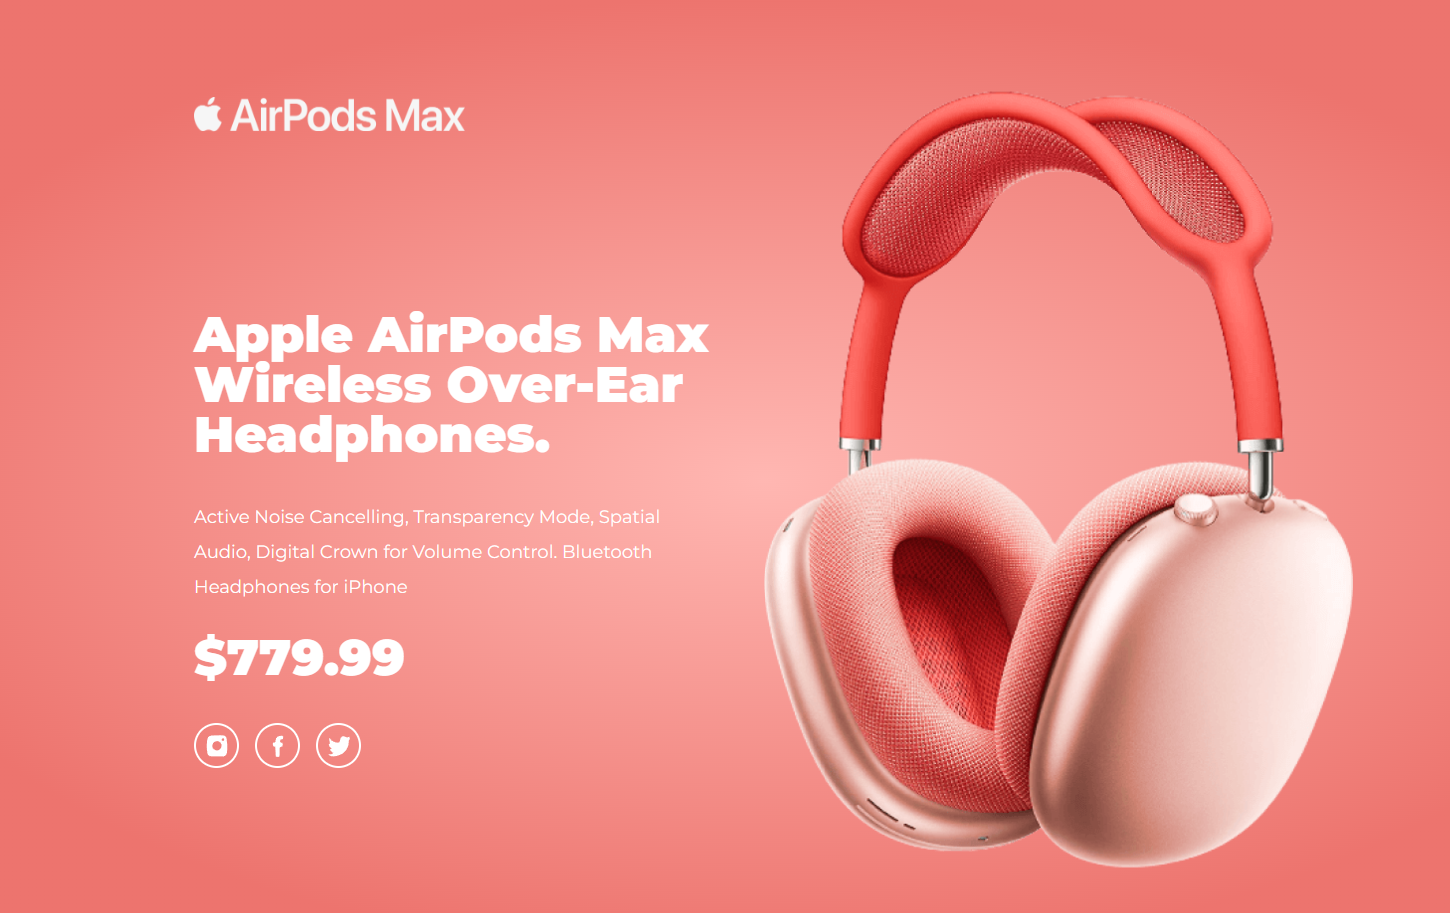 AirPods Max
Apple AirPods Max
Wireless Over-Ear
Headphones.
Active Noise Cancelling, Transparency Mode, Spatial
Audio, Digital Crown for Volume Control. Bluetooth
Headphones for iPhone
$779.99